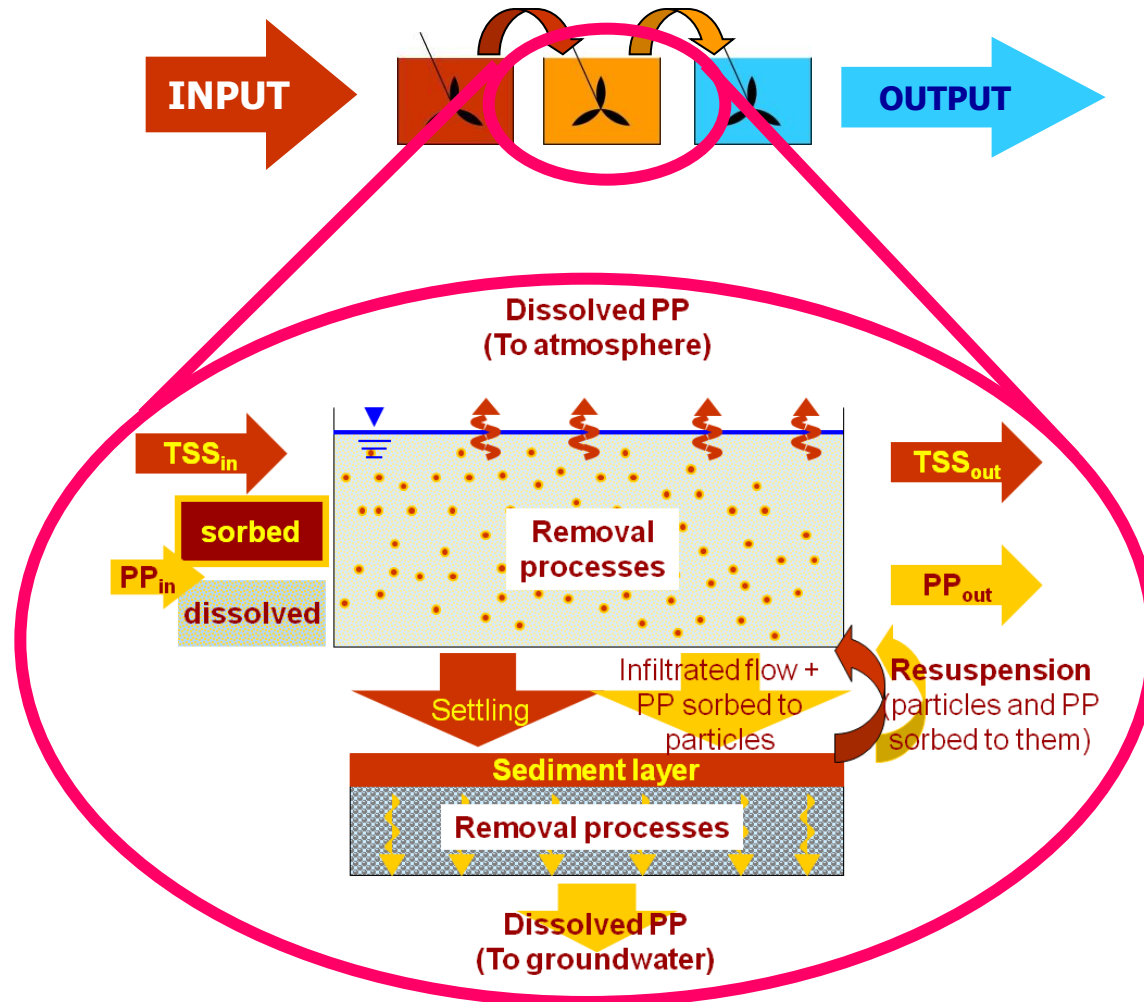 INPUT
OUTPUT
Dissolved PP
(To atmosphere)
TSSin
TSSout
sorbed
Removal
processes
PPin
PPout
dissolved
Infiltrated flow +
PP sorbed to
particles
Resuspension
(particles and PP
sorbed to them)
Settling
Sediment layer
Removal processes
Dissolved PP
(To groundwater)